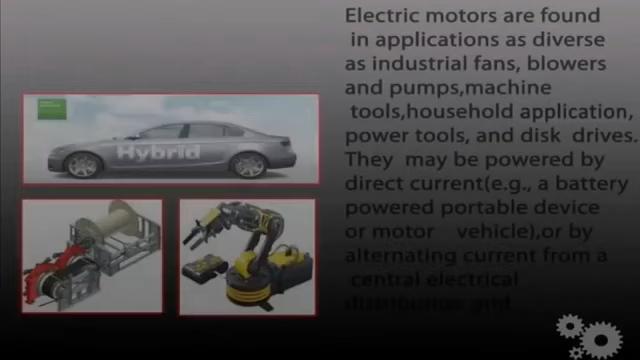 Electric motors are found
in applications as diverse
as industrial fans, blowers
and pumps,machine
tools,household application,
power tools, and disk drives.
They may be powered by
direct current(e.g., a battery
powered portable device
or motor vehicle),or by
alternating current from a
central electrical
distribution grid
Hybrid